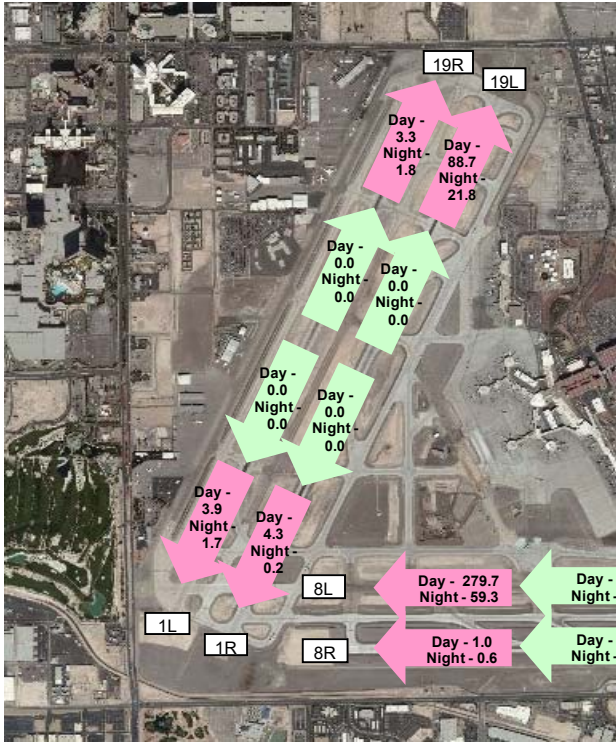 19R
19L
Day -
3.3
Night -
1.8
Day -
88.7
Night -
21.8
Day -
0.0
Night -
0.0
Day -
0.0
Night -
0.0
Day -
0.0
Night -
0.0
Day -
0.0
Night -
0.0
Day -
3.9
Night -
1.7
Day -
4.3
Night -
0.2
8L
Day - 279.7
Night - 59.3
Day -
Night -
1L
1R
8R
Day - 1.0
Night - 0.6
Day -
Night -